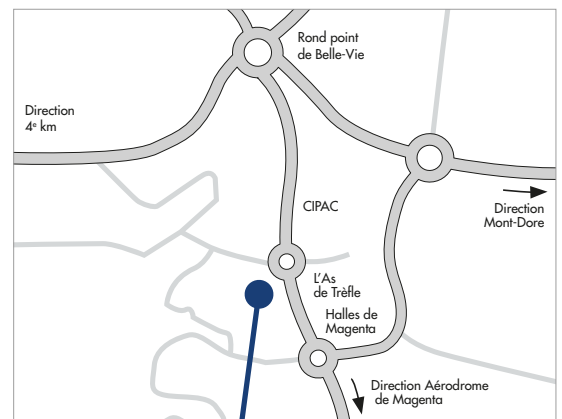 Rond point
de Belle-Vie
Direction
4e km
CIPAC
Direction
Mont-Dore
L'As
de Trèfle
Halles de
Magenta
Direction Aérodrome
de Magenta